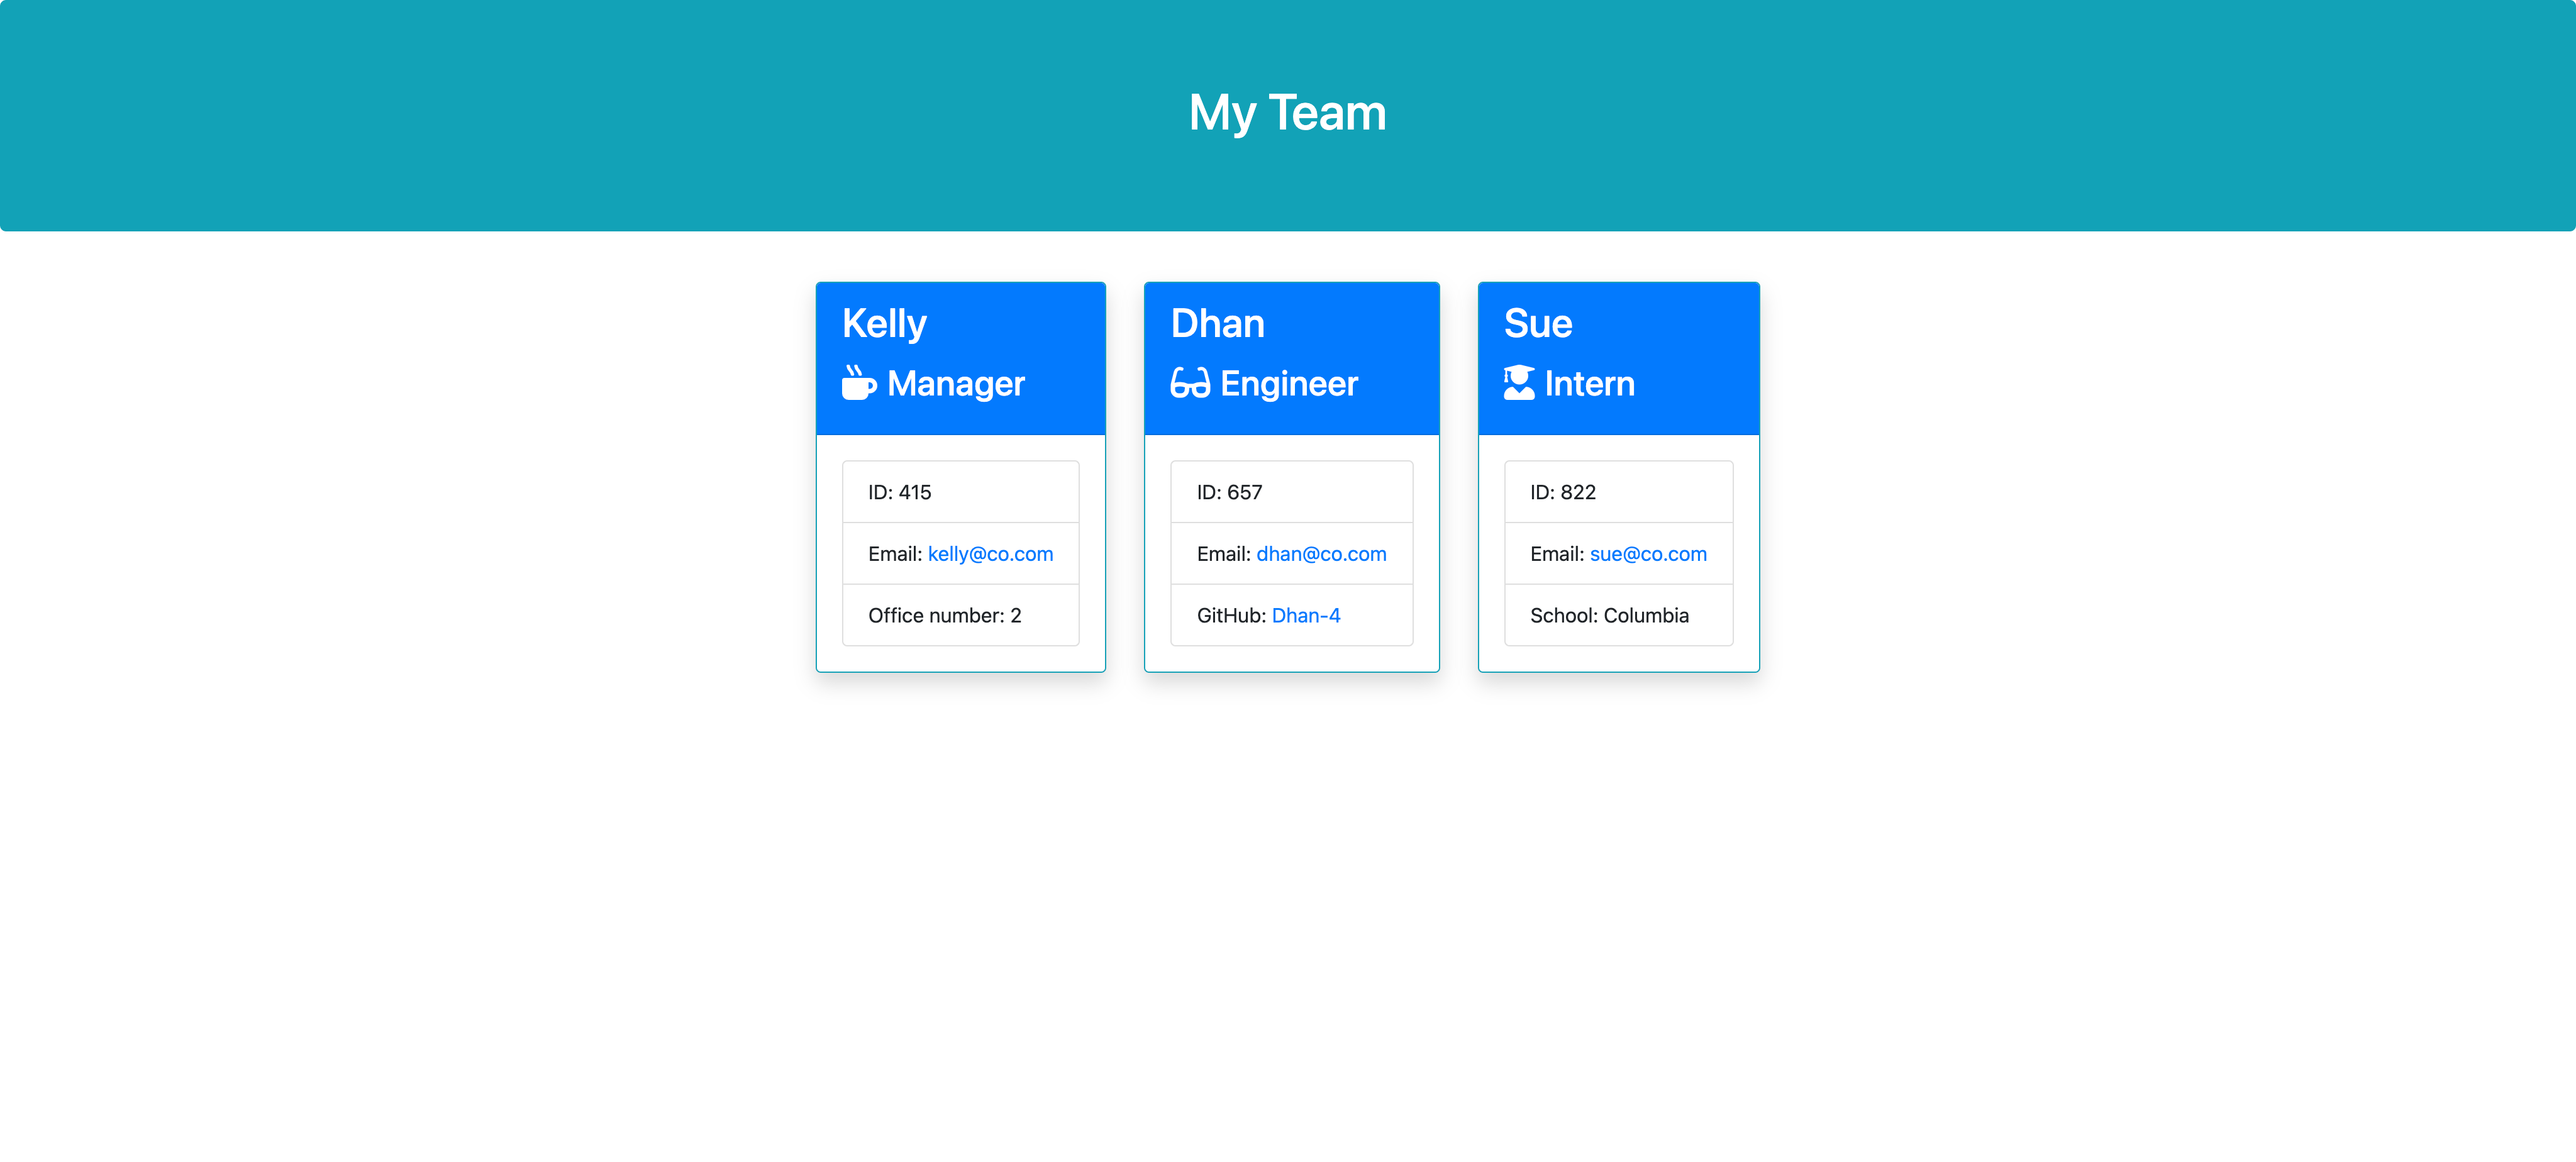 My Team
Kelly
Manager
ID: 415
Email: kelly@co.com
Office number: 2
Dhan
Engineer
ID: 657
Email: dhan@co.com
GitHub: Dhan-4
Sue
Intern
ID: 822
Email: sue@co.com
School: Columbia